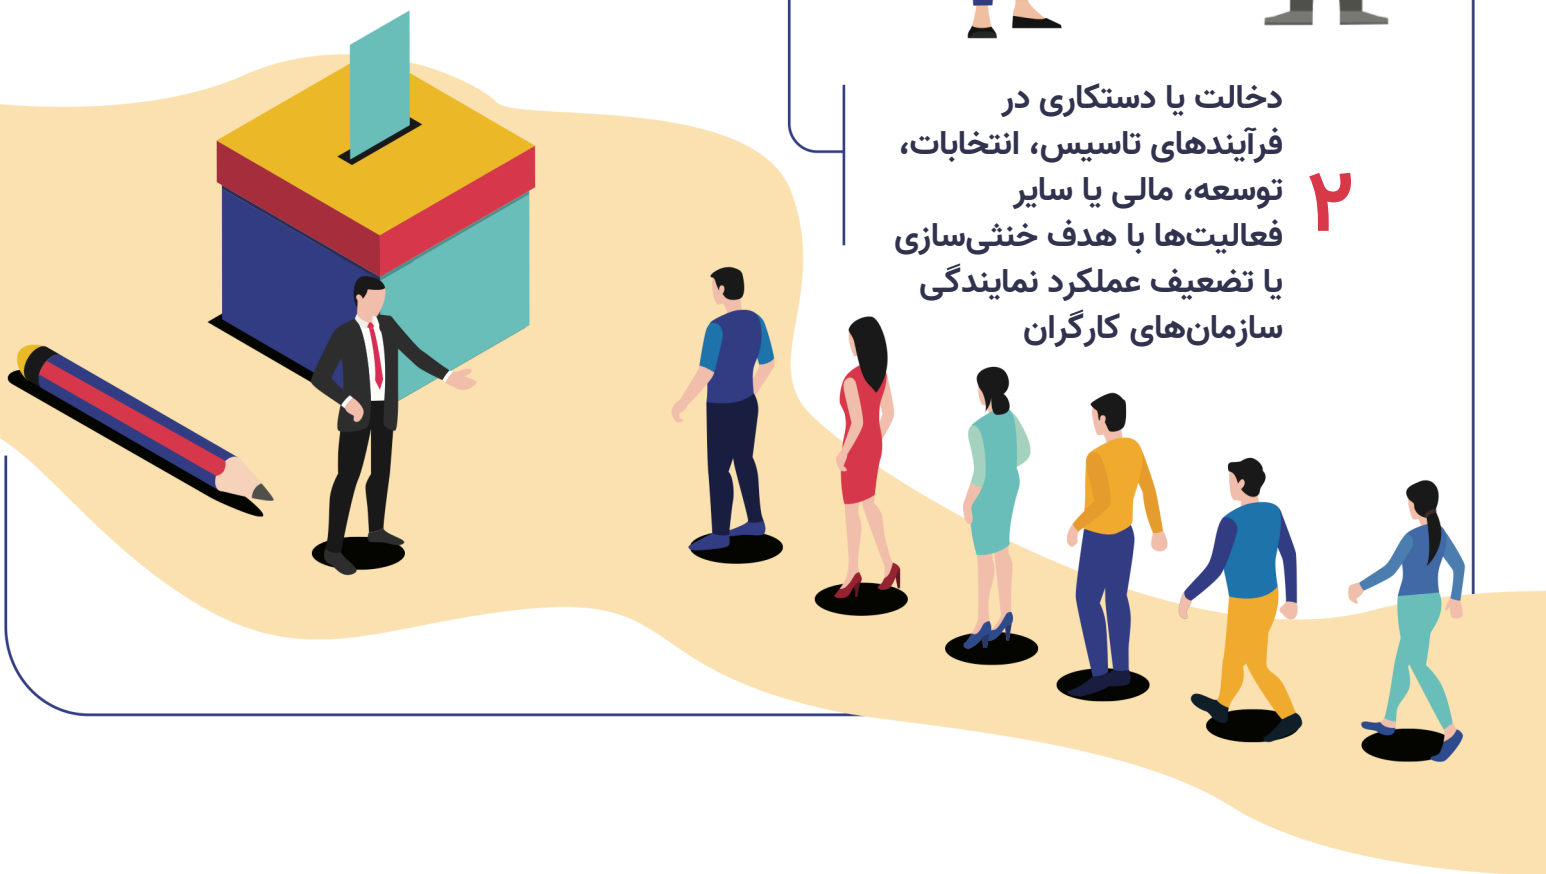 دخالت یا دستکاری در
فرآیندهای تاسیس، انتخابات،
توسعه، مالی یا سایر
فعالیت‌ها با هدف خنثی‌سازی
یا تضعیف عملکرد نمایندگی
سازمان‌های کارگران
۲